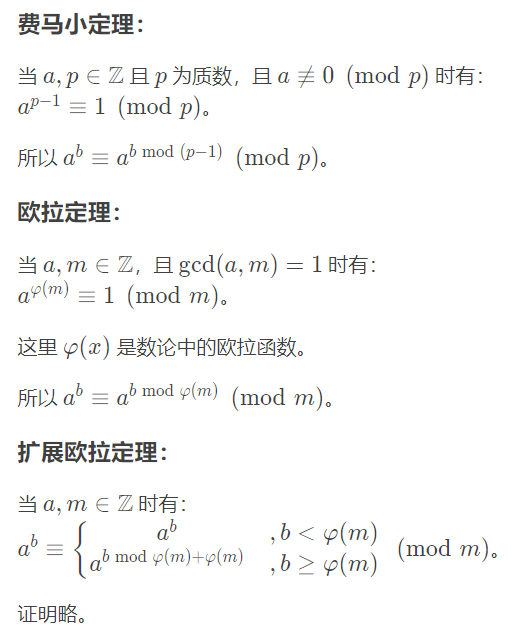 费马小定理：
当 $a, p \in \mathbb{Z}$ 且 $p$ 为质数，且 $a \not\equiv 0 \pmod{p}$ 时有：
$a^{p-1} \equiv 1 \pmod{p}$。
所以 $a^b \equiv a^{b \bmod (p-1)} \pmod{p}$。
欧拉定理：
当 $a, m \in \mathbb{Z}$，且 $\gcd(a, m) = 1$ 时有：
$a^{\varphi(m)} \equiv 1 \pmod{m}$。
这里 $\varphi(x)$ 是数论中的欧拉函数。
所以 $a^b \equiv a^{b \bmod \varphi(m)} \pmod{m}$。
扩展欧拉定理：
当 $a, m \in \mathbb{Z}$ 时有：
$a^b \equiv \begin{cases} a^b & , b < \varphi(m) \\ a^{b \bmod \varphi(m) + \varphi(m)} & , b \geq \varphi(m) \end{cases} \pmod{m}$。
证明略。